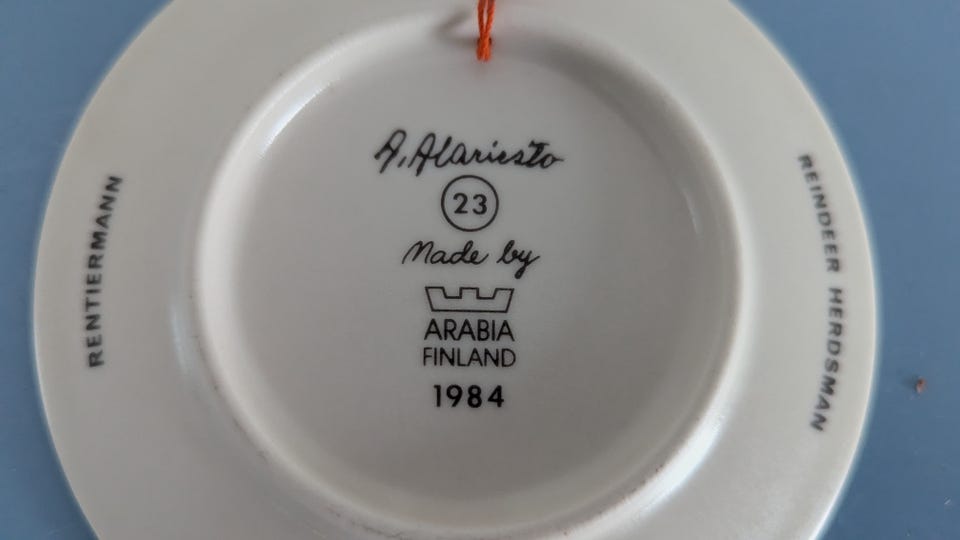 A. Alariesto
23
Made by
ARABIA
FINLAND
1984
RENTIERMANN
REINDEER HERDSMAN